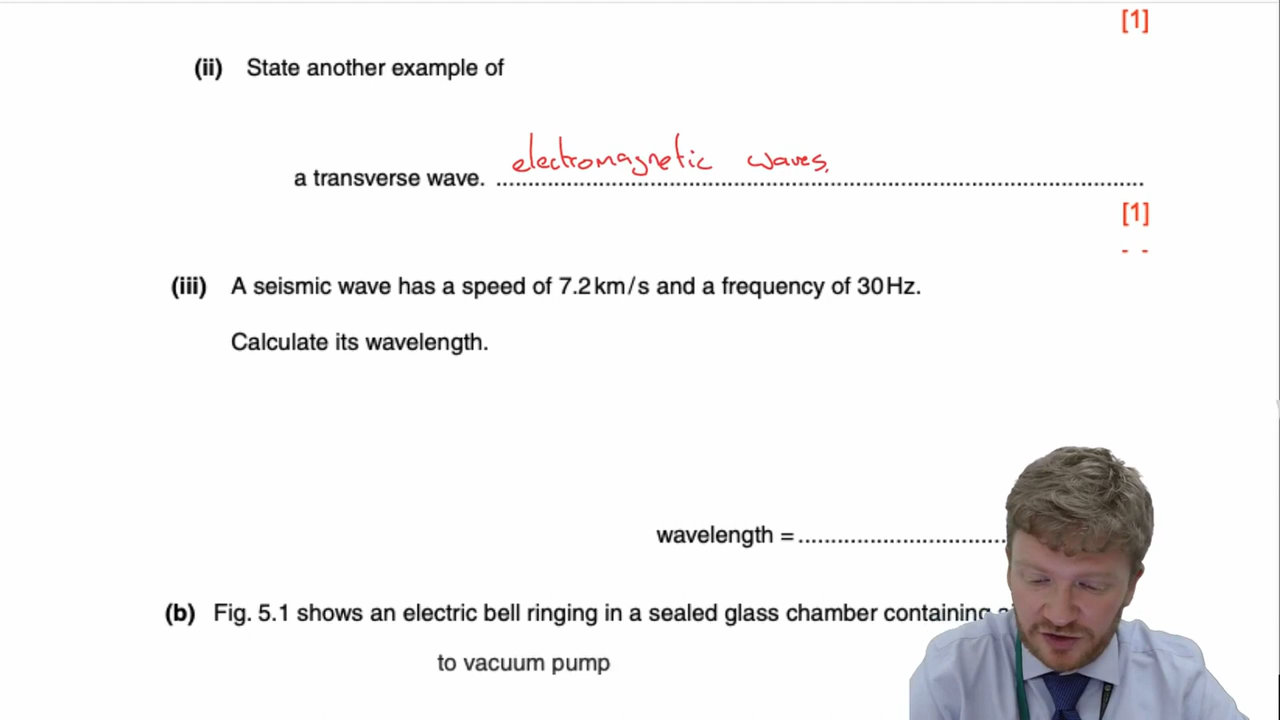 [1]
(ii) State another example of
a transverse wave. electromagnetic waves.
[1]
(iii) A seismic wave has a speed of 7.2 km/s and a frequency of 30 Hz.
Calculate its wavelength.
wavelength =
(b) Fig. 5.1 shows an electric bell ringing in a sealed glass chamber containing
to vacuum pump